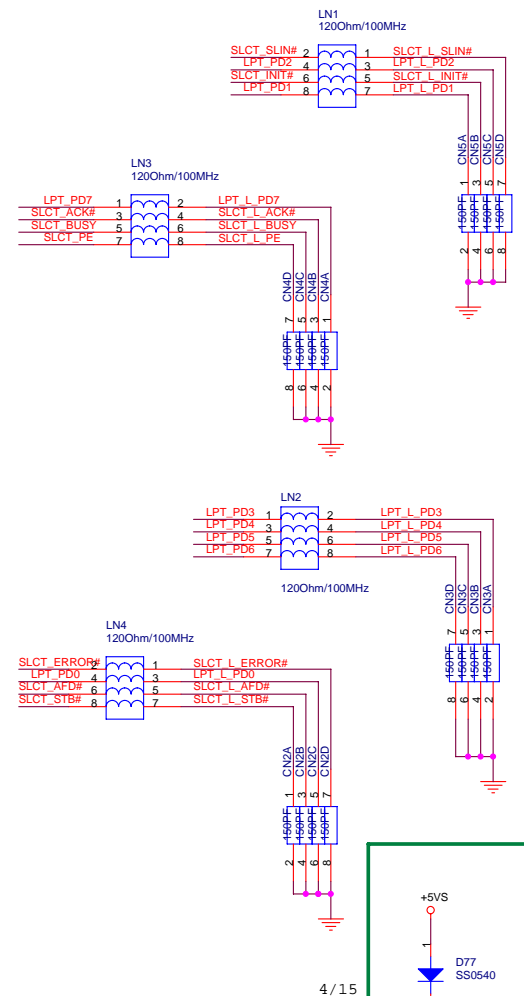 LN1
120Ohm/100MHz
SLCT_SLIN# 2 1 SLCT_L_SLIN#
LPT_PD2 4 3 LPT_L_PD2
SLCT_INIT# 6 5 SLCT_L_INIT#
LPT_PD1 8 7 LPT_L_PD1
CN5A CN5B CN5C CN5D
1 3 5 7
150PF 150PF 150PF 150PF
2 4 6 8
LN3
120Ohm/100MHz
LPT_PD7 1 2 LPT_L_PD7
SLCT_ACK# 3 4 SLCT_L_ACK#
SLCT_BUSY 5 6 SLCT_L_BUSY
SLCT_PE 7 8 SLCT_L_PE
CN4D CN4C CN4B CN4A
7 5 3 1
150PF 150PF 150PF 150PF
8 6 4 2
LN2
LPT_PD3 1 2 LPT_L_PD3
LPT_PD4 3 4 LPT_L_PD4
LPT_PD5 5 6 LPT_L_PD5
LPT_PD6 7 8 LPT_L_PD6
120Ohm/100MHz
CN3D CN3C CN3B CN3A
7 5 3 1
150PF 150PF 150PF 150PF
8 6 4 2
LN4
120Ohm/100MHz
SLCT_ERROR# 2 1 SLCT_L_ERROR#
LPT_PD0 4 3 LPT_L_PD0
SLCT_AFD# 6 5 SLCT_L_AFD#
SLCT_STB# 8 7 SLCT_L_STB#
CN2A CN2B CN2C CN2D
1 3 5 7
150PF 150PF 150PF 150PF
2 4 6 8
+5VS
1
D77
SS0540
4/15